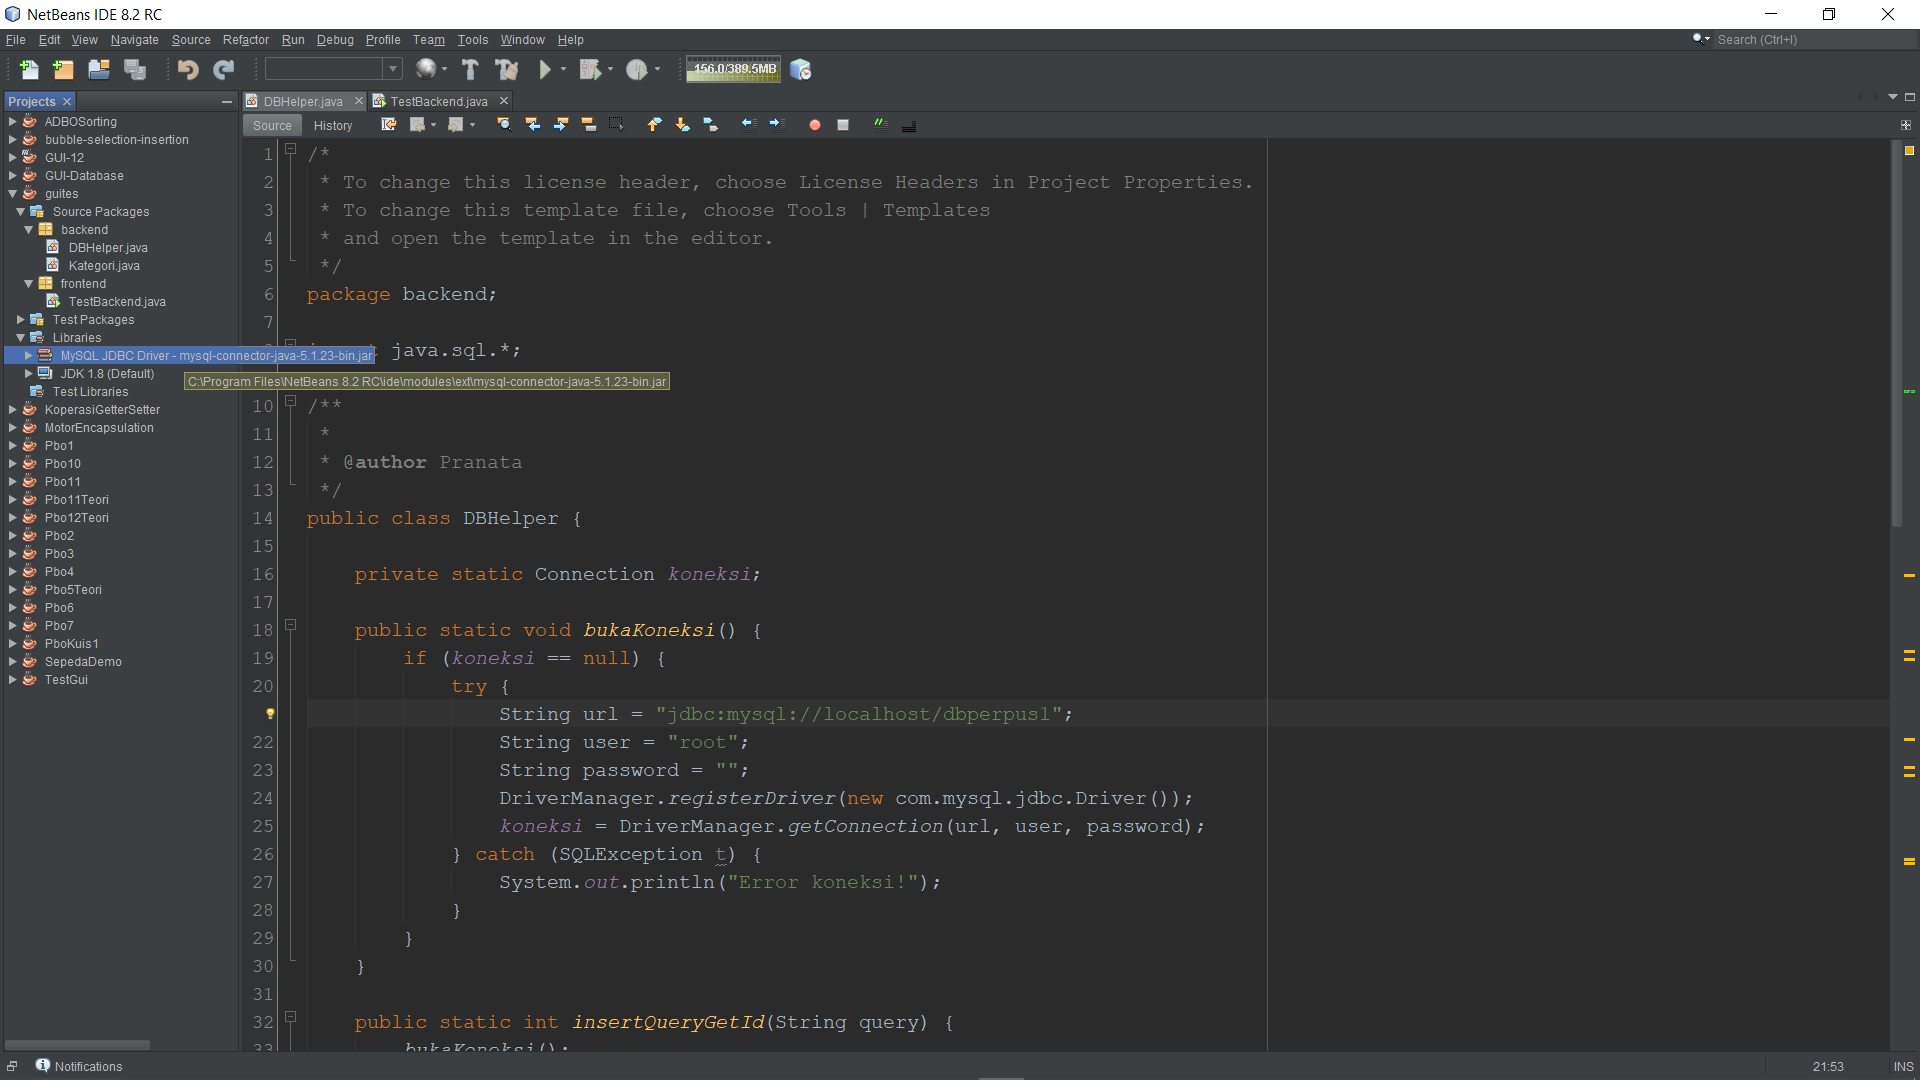 NetBeans IDE 8.2 RC
File Edit View Navigate Source Refactor Run Debug Profile Team Tools Window Help
Search (Ctrl+I)
156.0/389.5MB
Projects
DBHelper.java
TestBackend.java
Source History
ADBOSorting
bubble-selection-insertion
GUI-12
GUI-Database
guites
Source Packages
backend
DBHelper.java
Kategori.java
frontend
TestBackend.java
Test Packages
Libraries
MySQL JDBC Driver - mysql-connector-java-5.1.23-bin.jar
JDK 1.8 (Default)
C:\Program Files\NetBeans 8.2 RC\ide\modules\ext\mysql-connector-java-5.1.23-bin.jar
Test Libraries
KoperasiGetterSetter
MotorEncapsulation
Pbo1
Pbo10
Pbo11
Pbo11Teori
Pbo12Teori
Pbo2
Pbo3
Pbo4
Pbo5Teori
Pbo6
Pbo7
PboKuis1
SepedaDemo
TestGui
1 /*
2 * To change this license header, choose License Headers in Project Properties.
3 * To change this template file, choose Tools | Templates
4 * and open the template in the editor.
5 */
6 package backend;
7
java.sql.*;
10 /**
11 *
12 * @author Pranata
13 */
14 public class DBHelper {
15
16 private static Connection koneksi;
17
18 public static void bukaKoneksi() {
19 if (koneksi == null) {
20 try {
String url = "jdbc:mysql://localhost/dbperpus1";
22 String user = "root";
23 String password = "";
24 DriverManager.registerDriver(new com.mysql.jdbc.Driver());
25 koneksi = DriverManager.getConnection(url, user, password);
26 } catch (SQLException t) {
27 System.out.println("Error koneksi!");
28 }
29 }
30 }
31
32 public static int insertQueryGetId(String query) {
33 bukaKoneksi();
Notifications
21:53 INS